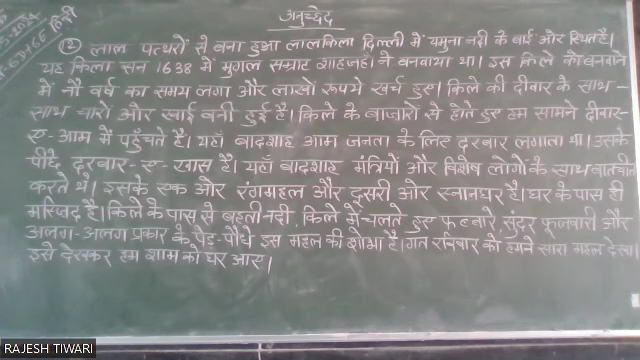 अनुच्छेद
हिन्दी
(2) लाल पत्थरों से बना हुआ लालकिला दिल्ली में यमुना नदी के बाईं ओर स्थित है।
यह किला सन 1638 में मुगल सम्राट शाहजहाँ ने बनवाया था। इस किले को बनवाने
में नौ वर्ष का समय लगा और लाखों रूपये खर्च हुए। किले की दीवार के साथ-
साथ चारों ओर खाई बनी हुई है। किले के बाजारों से होते हुए हम सामने दीवार-
ए-आम में पहुँचते है। यहाँ बादशाह आम जनता के लिए दरबार लगाता था। उसके
पीछे दरबार-ए-खास है। यहाँ बादशाह मंत्रियों और विशेष लोगों के साथ बातचीत
करते थे। इसके एक ओर रंगमहल और दूसरी ओर स्नानघर है। घर के पास ही
मस्जिद है। किले के पास से बहती नदी, किले में चलते हुए फव्वारे, सुंदर फूलवारी और
अलग-अलग प्रकार के पेड़-पौधे इस महल की शोभा है। गत रविवार को हमने सारा महल देखा।
इसे देखकर हम शाम को घर आए।
RAJESH TIWARI